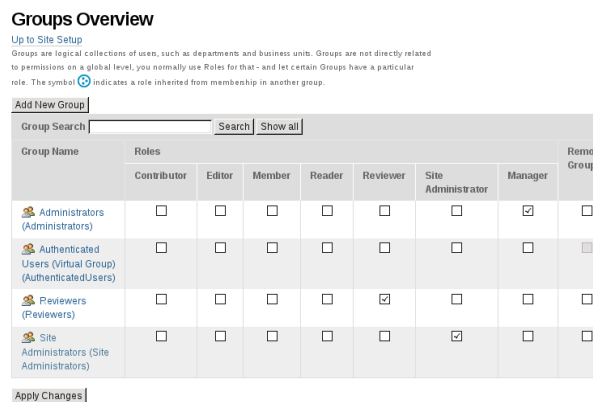 Groups Overview
Up to Site Setup
Groups are logical collections of users, such as departments and business units. Groups are not directly related
to permissions on a global level, you normally use Roles for that - and let certain Groups have a particular
role. The symbol indicates a role inherited from membership in another group.
Add New Group
Group Search Search Show all
Group Name Roles Remo
Group
Contributor Editor Member Reader Reviewer Site Manager
Administrator
Administrators
(Administrators)
Authenticated
Users (Virtual Group)
(AuthenticatedUsers)
Reviewers
(Reviewers)
Site
Administrators (Site
Administrators)
Apply Changes